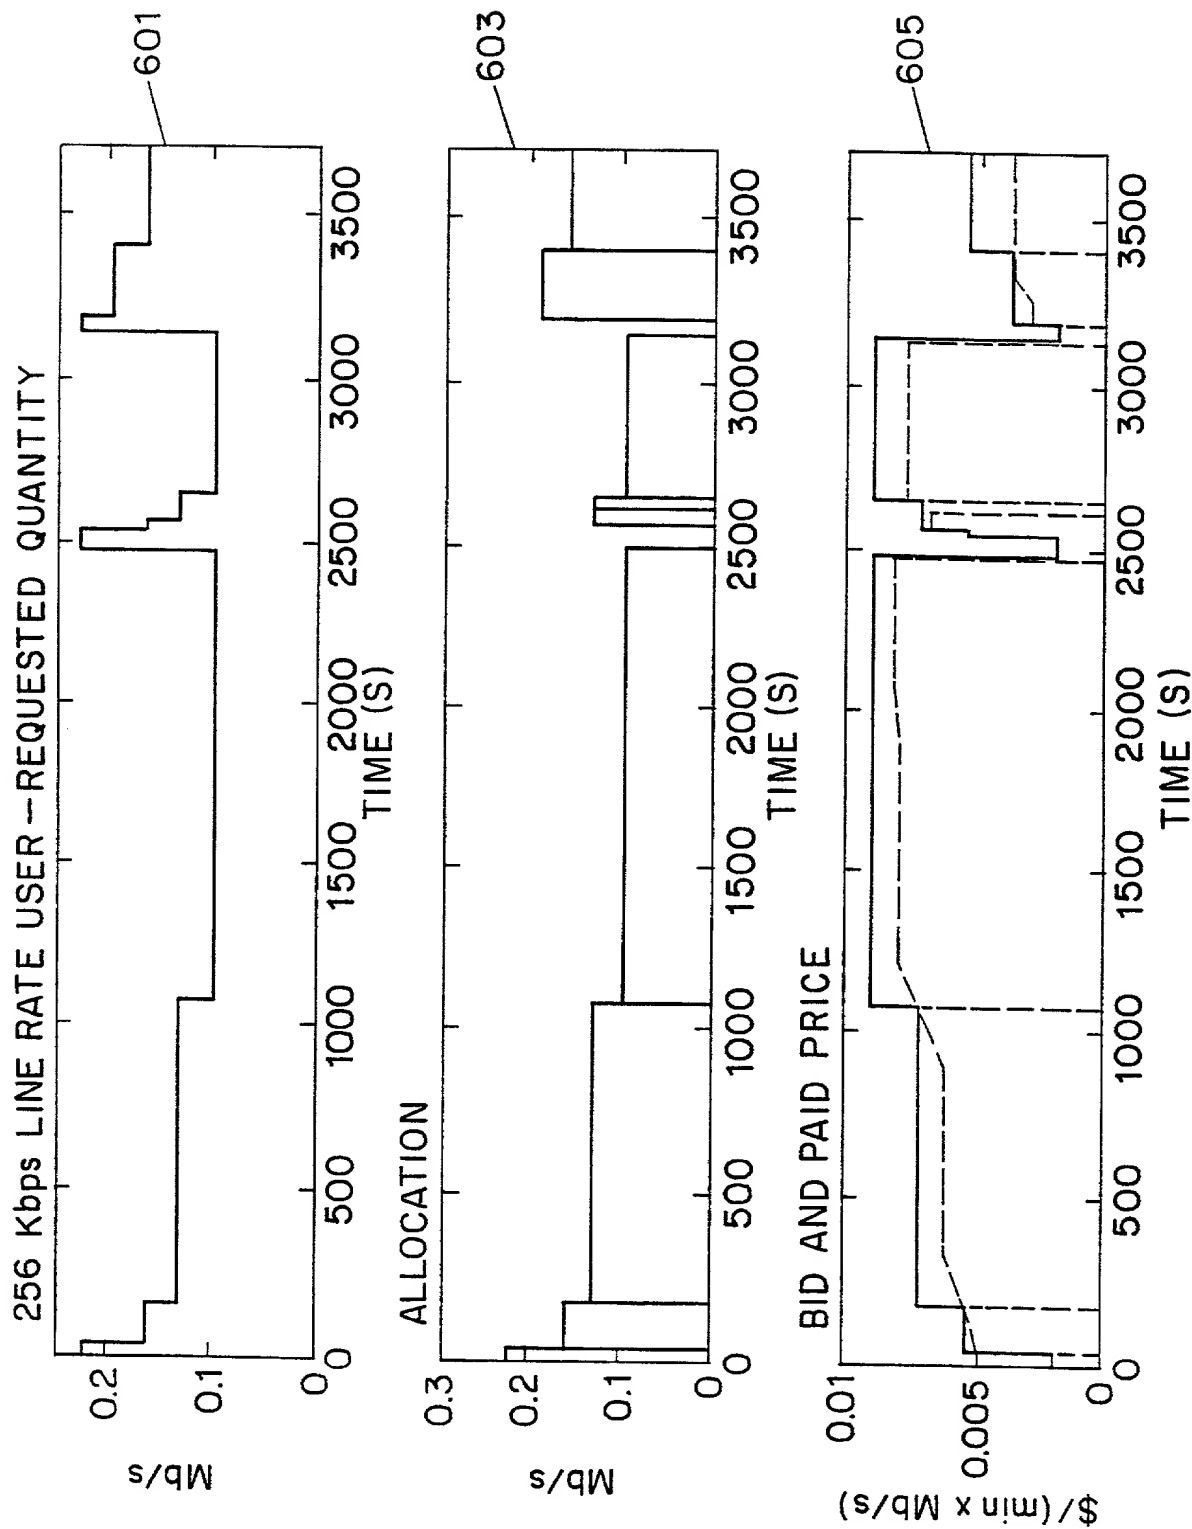 256 Kbps LINE RATE USER-REQUESTED QUANTITY
601
Mb/s
0.2
0.1
0
0 500 1000 1500 2000 2500 3000 3500
TIME (S)
ALLOCATION
603
Mb/s
0.3
0.2
0.1
0
0 500 1000 1500 2000 2500 3000 3500
TIME (S)
BID AND PAID PRICE
605
$/(min x Mb/s)
0.01
0.005
0
0 500 1000 1500 2000 2500 3000 3500
TIME (S)